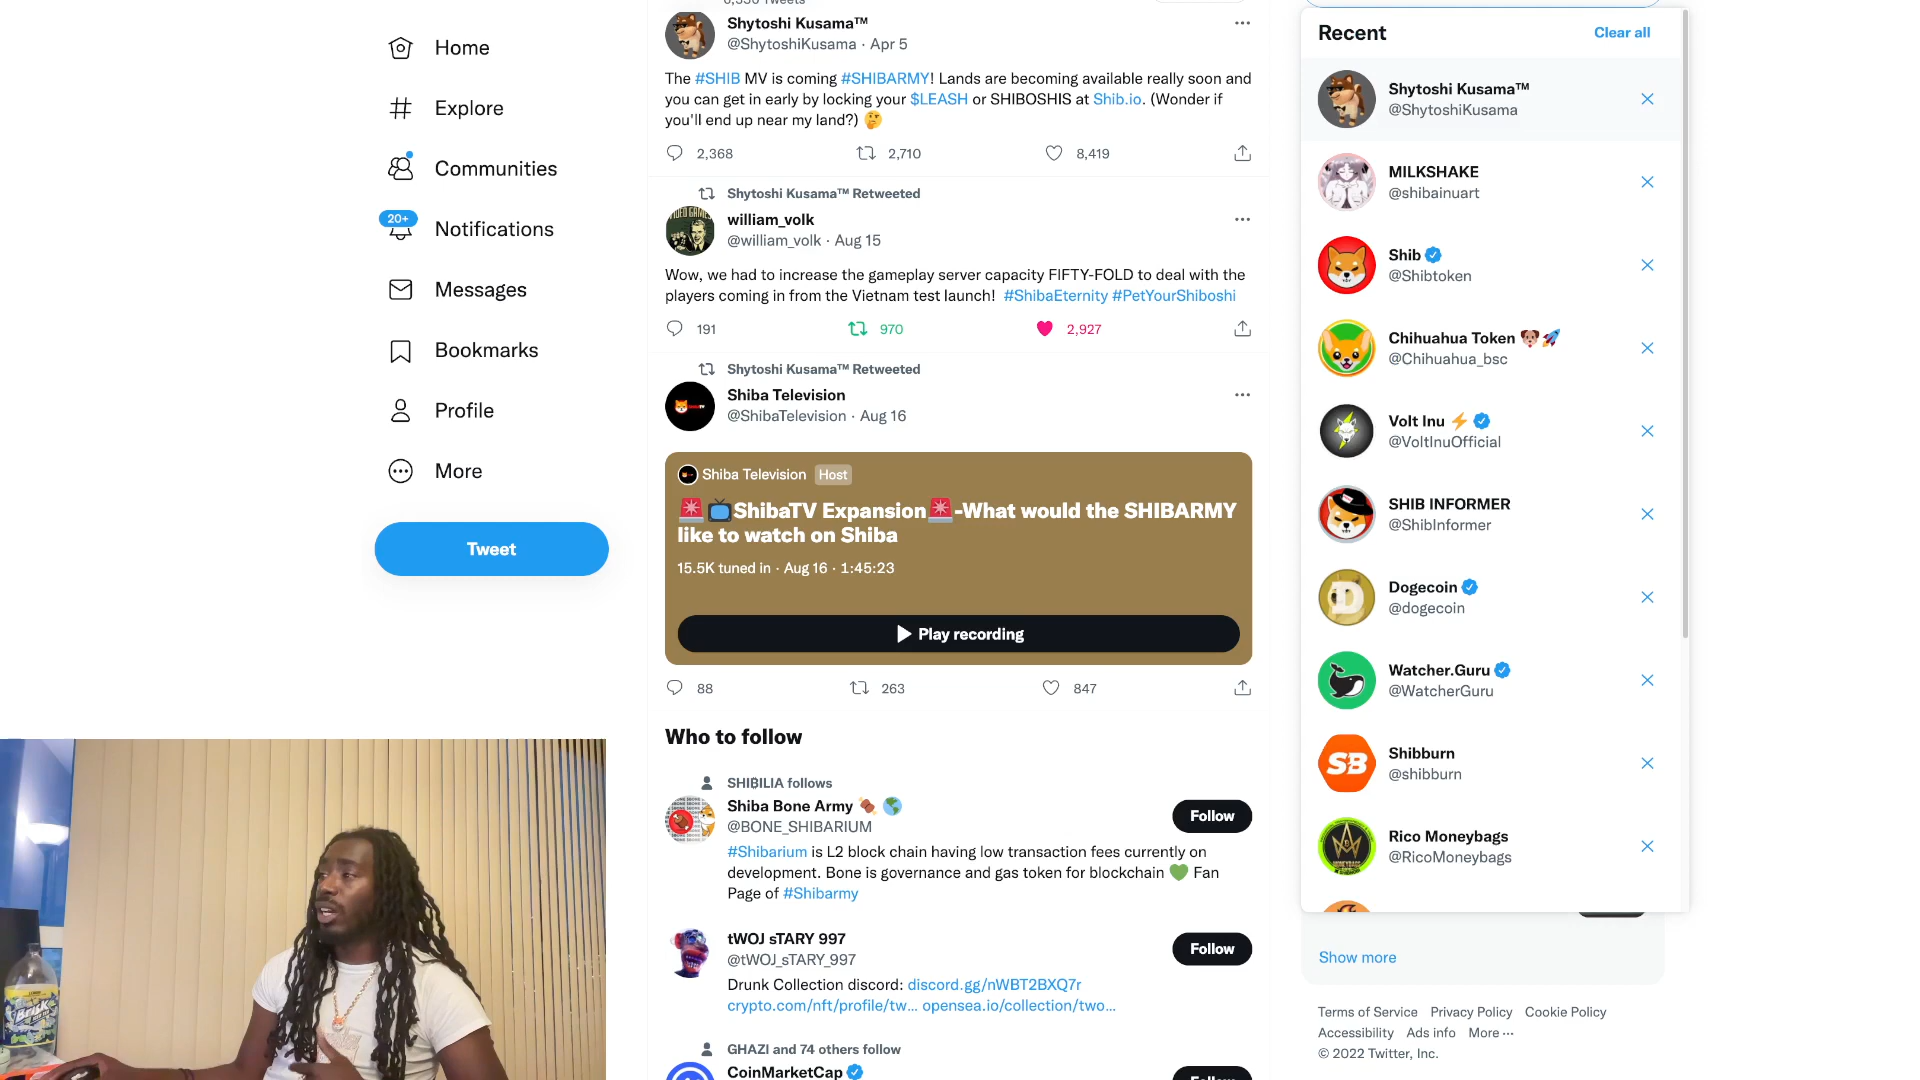 Home
Explore
Communities
20+
Notifications
Messages
Bookmarks
Profile
More
Tweet
Shytoshi Kusama™
@ShytoshiKusama · Apr 5
The #SHIB MV is coming #SHIBARMY! Lands are becoming available really soon and
you can get in early by locking your $LEASH or SHIBOSHIS at Shib.io. (Wonder if
you'll end up near my land?) 🤔
2,368 2,710 8,419
Shytoshi Kusama™ Retweeted
william_volk
@william_volk · Aug 15
Wow, we had to increase the gameplay server capacity FIFTY-FOLD to deal with the
players coming in from the Vietnam test launch! #ShibaEternity #PetYourShiboshi
191 970 2,927
Shytoshi Kusama™ Retweeted
Shiba Television
@ShibaTelevision · Aug 16
Shiba Television Host
🚨📺ShibaTV Expansion🚨-What would the SHIBARMY
like to watch on Shiba
15.5K tuned in · Aug 16 · 1:45:23
Play recording
88 263 847
Who to follow
SHIɃILIA follows
Shiba Bone Army 🍖 🌎
@BONE_SHIBARIUM
Follow
#Shibarium is L2 block chain having low transaction fees currently on
development. Bone is governance and gas token for blockchain 💚 Fan
Page of #Shibarmy
tWOJ sTARY 997
@tWOJ_sTARY_997
Follow
Drunk Collection discord: discord.gg/nWBT2BXQ7r
crypto.com/nft/profile/tw… opensea.io/collection/two…
GHAZI and 74 others follow
CoinMarketCap
Recent
Clear all
Shytoshi Kusama™
@ShytoshiKusama
MILKSHAKE
@shibainuart
Shib
@Shibtoken
Chihuahua Token 🐶🚀
@Chihuahua_bsc
Volt Inu ⚡
@VoltInuOfficial
SHIB INFORMER
@ShibInformer
Dogecoin
@dogecoin
Watcher.Guru
@WatcherGuru
SB
Shibburn
@shibburn
Rico Moneybags
@RicoMoneybags
Show more
Terms of Service Privacy Policy Cookie Policy
Accessibility Ads info More ···
© 2022 Twitter, Inc.
Brisk